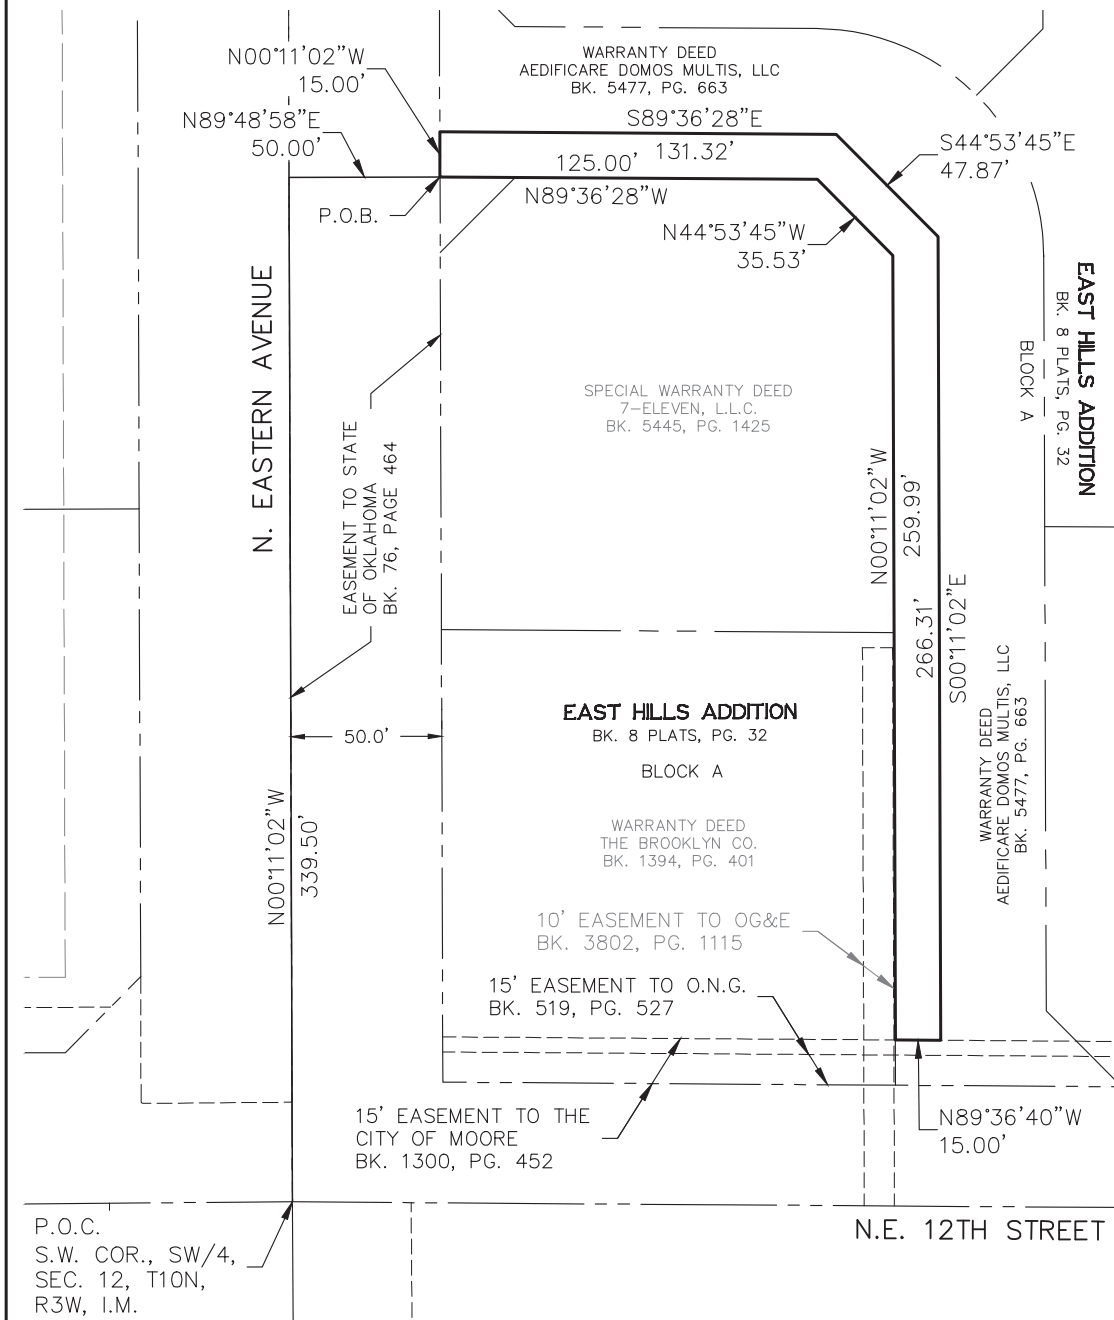 N00°11'02"W
15.00'
WARRANTY DEED
AEDIFICARE DOMOS MULTIS, LLC
BK. 5477, PG. 663
N89°48'58"E
50.00'
S89°36'28"E
131.32'
125.00'
N89°36'28"W
S44°53'45"E
47.87'
P.O.B.
N44°53'45"W
35.53'
EAST HILLS ADDITION
BK. 8 PLATS, PG. 32
BLOCK A
N. EASTERN AVENUE
EASEMENT TO STATE
OF OKLAHOMA
BK. 76, PAGE 464
SPECIAL WARRANTY DEED
7-ELEVEN, L.L.C.
BK. 5445, PG. 1425
N00°11'02"W
259.99'
266.31'
S00°11'02"E
WARRANTY DEED
AEDIFICARE DOMOS MULTIS, LLC
BK. 5477, PG. 663
EAST HILLS ADDITION
BK. 8 PLATS, PG. 32
BLOCK A
50.0'
N00°11'02"W
339.50'
WARRANTY DEED
THE BROOKLYN CO.
BK. 1394, PG. 401
10' EASEMENT TO OG&E
BK. 3802, PG. 1115
15' EASEMENT TO O.N.G.
BK. 519, PG. 527
15' EASEMENT TO THE
CITY OF MOORE
BK. 1300, PG. 452
N89°36'40"W
15.00'
P.O.C.
S.W. COR., SW/4,
SEC. 12, T10N,
R3W, I.M.
N.E. 12TH STREET